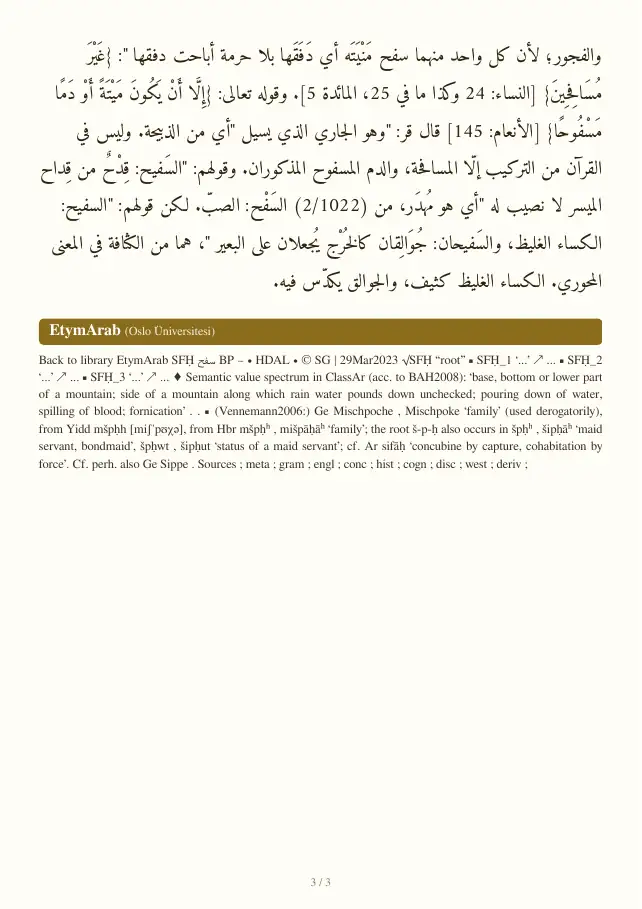 والفجور؛ لأن كل واحد منهما سفح مَنْيَتَه أي دَفَقَها بلا حرمة أباحت دفقها ": {غَيْرَ
مُسَافِحِينَ} [النساء: 24 وكذا ما في 25، المائدة 5]. وقوله تعالى: {إِلَّا أَنْ يَكُونَ مَيْتَةً أَوْ دَمًا
مَسْفُوحًا} [الأنعام: 145] قال قر: "وهو الجاري الذي يسيل "أي من الذبيحة. وليس في
القرآن من التركيب إلّا المسافحة، والدم المسفوح المذكوران. وقولهم: "السَفيح: قِدْحٌ من قِداح
الميسر لا نصيب له "أي هو مُهدَر، من (2/1022) السَفْح: الصبّ. لكن قولهم: "السفيح:
الكساء الغليظ، والسَفيحان: جُوَالِقان كالخُرْج يُجعلان على البعير "، هما من الكثافة في المعنى
المحوري. الكساء الغليظ كثيف، والجوالق يكدّس فيه.
EtymArab (Oslo Üniversitesi)
Back to library EtymArab SFḤ سفح BP – • HDAL • © SG | 29Mar2023 √SFḤ “root” ▪ SFḤ_1 ‘...’ ↗ ... ▪ SFḤ_2
‘...’ ↗ ... ▪ SFḤ_3 ‘...’ ↗ ... ♦ Semantic value spectrum in ClassAr (acc. to BAH2008): ‘base, bottom or lower part
of a mountain; side of a mountain along which rain water pounds down unchecked; pouring down of water,
spilling of blood; fornication’ . . ▪ (Vennemann2006:) Ge Mischpoche , Mischpoke ‘family’ (used derogatorily),
from Yidd mšphh [miʃˈpɒχə], from Hbr mšpḥʰ , mišpāḥāʰ ‘family’; the root š-p-ḥ also occurs in špḥʰ , šipḥāʰ ‘maid
servant, bondmaid’, špḥwt , šipḥut ‘status of a maid servant’; cf. Ar sifāḥ ‘concubine by capture, cohabitation by
force’. Cf. perh. also Ge Sippe . Sources ; meta ; gram ; engl ; conc ; hist ; cogn ; disc ; west ; deriv ;
3 / 3